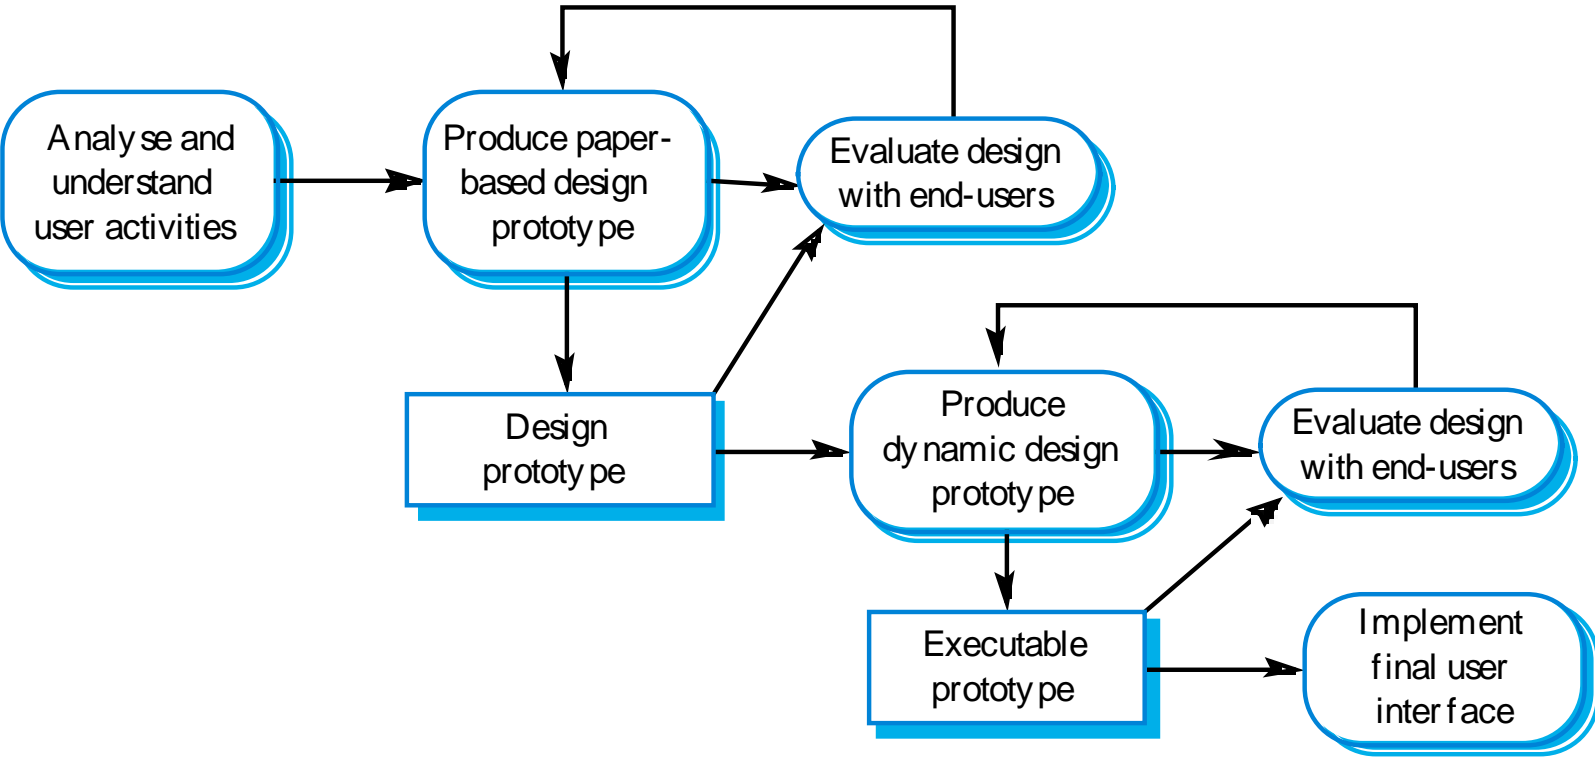 Analyse and
understand
user activities
Produce paper-
based design
prototype
Evaluate design
with end-users
Design
prototype
Produce
dynamic design
prototype
Evaluate design
with end-users
Executable
prototype
Implement
final user
interface